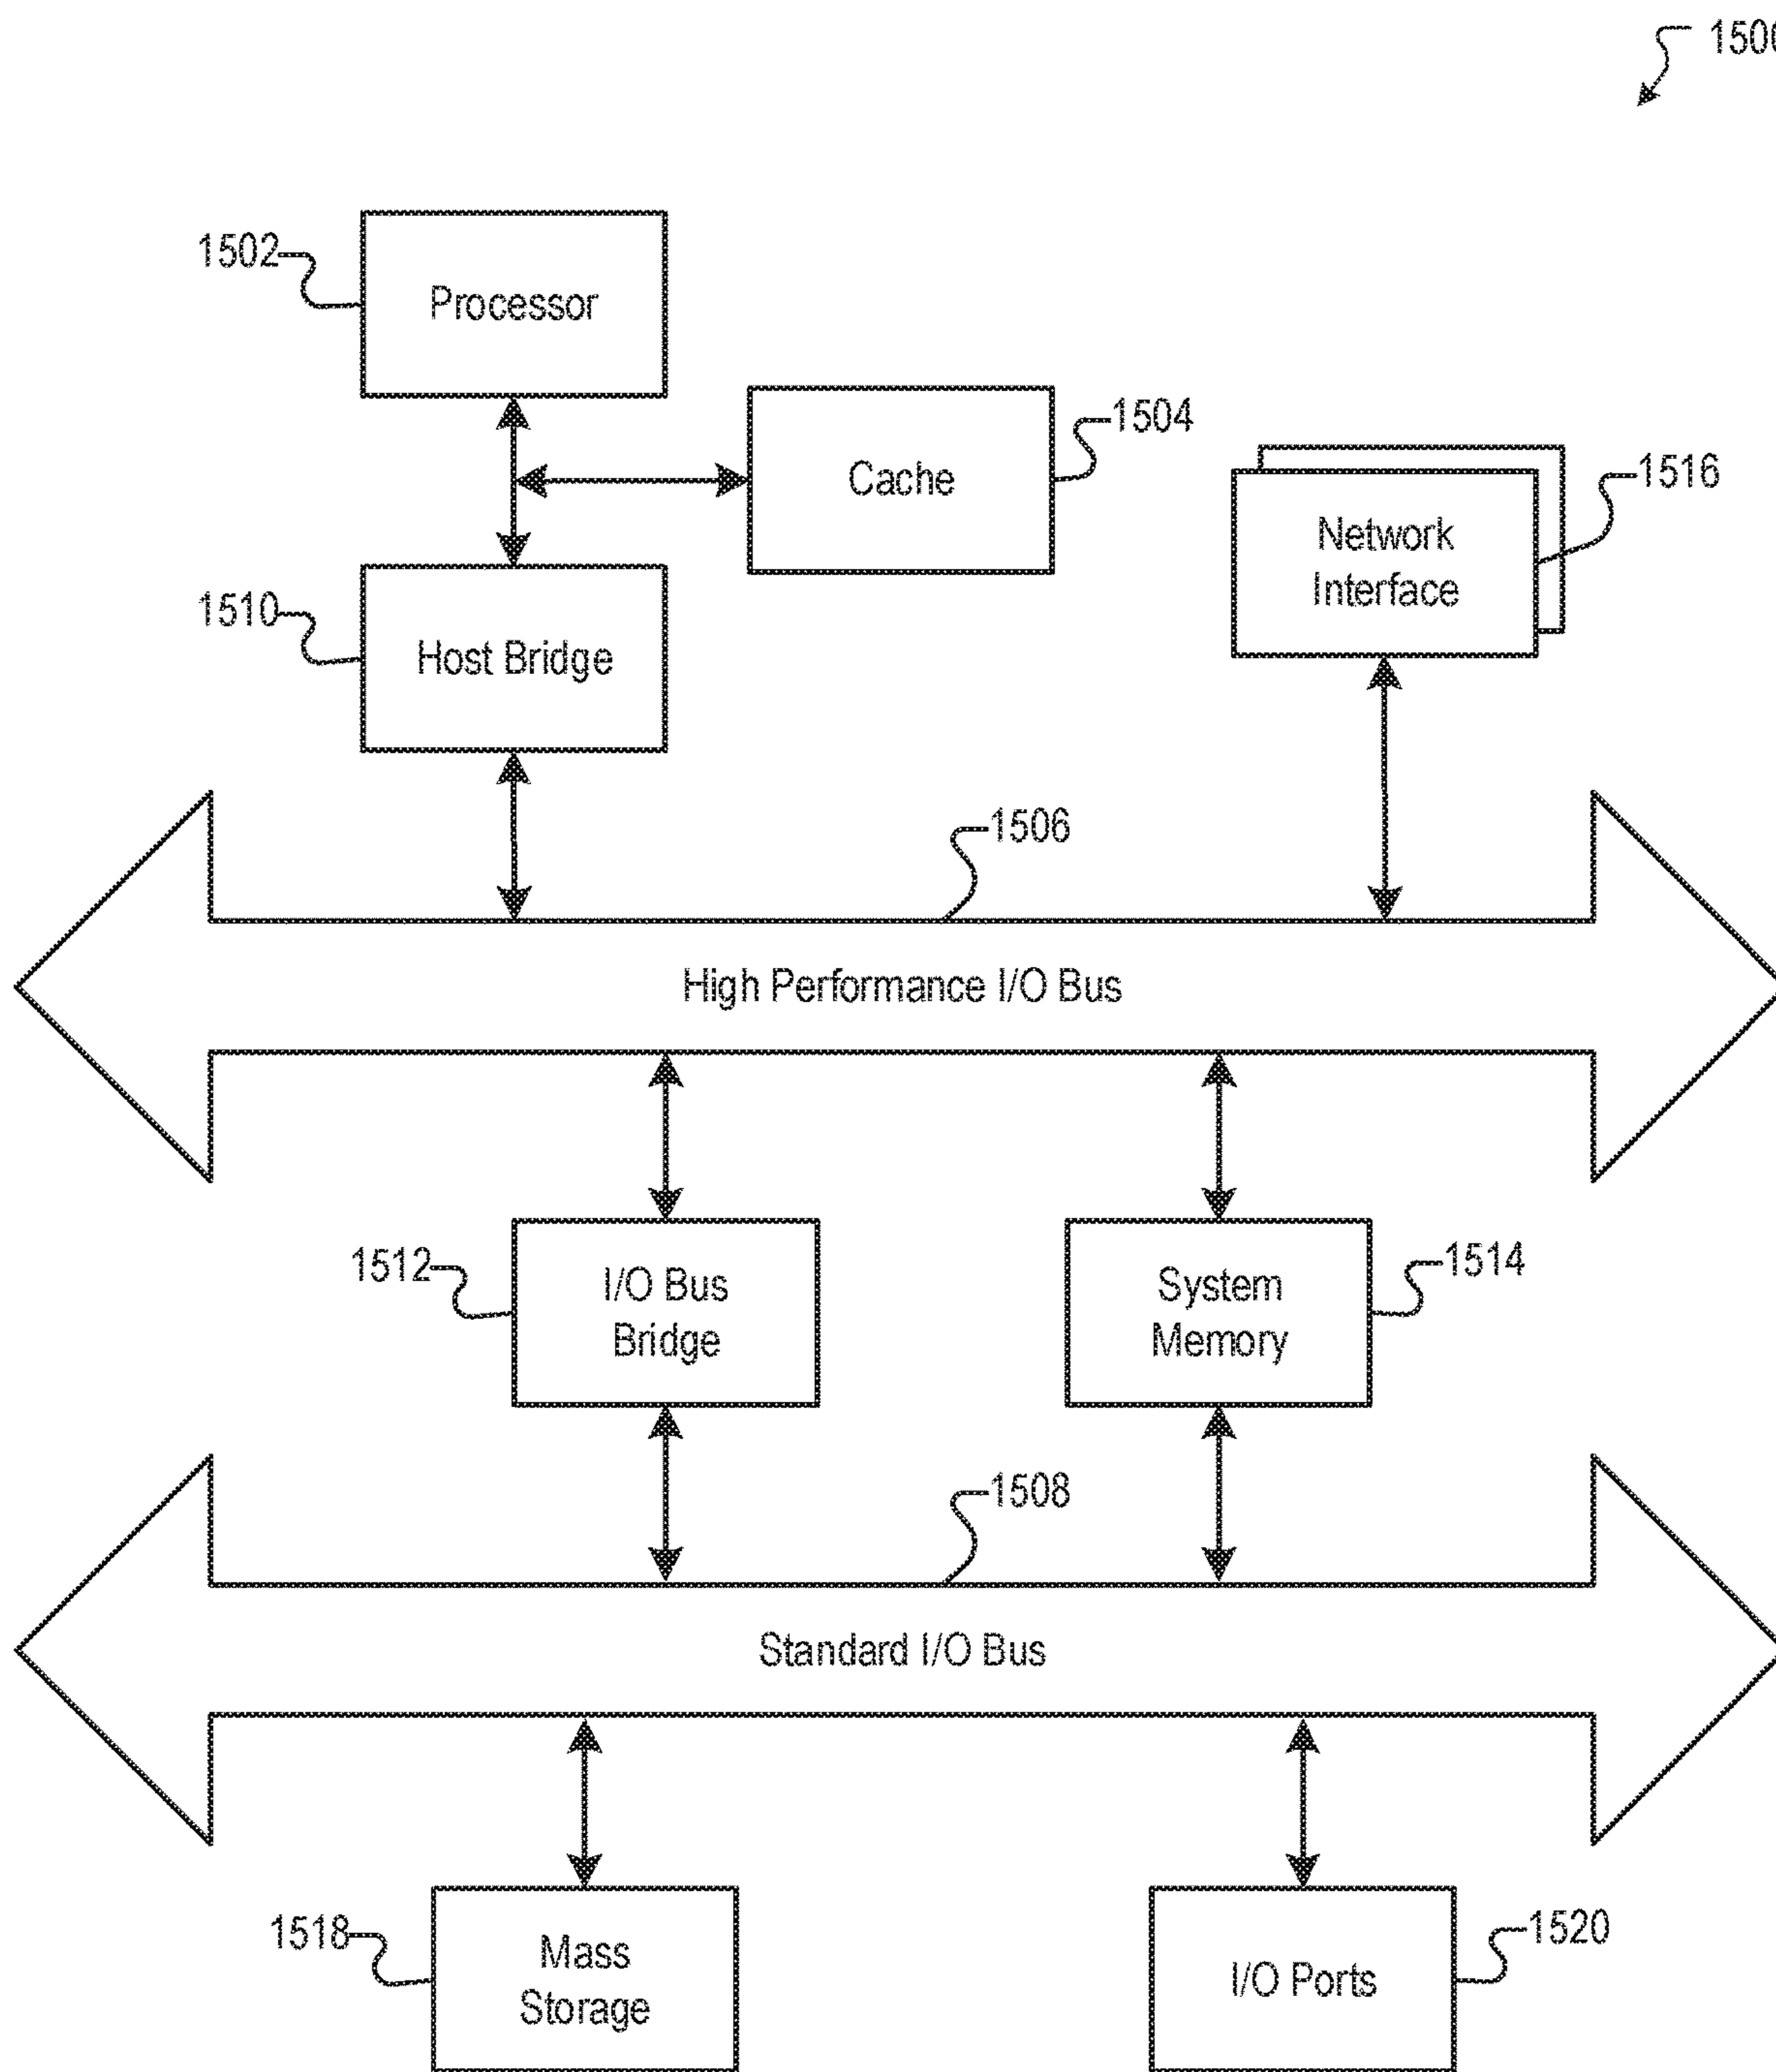 1500
1502
Processor
1504
Cache
1516
Network
Interface
1510
Host Bridge
1506
High Performance I/O Bus
1512
I/O Bus
Bridge
1514
System
Memory
1508
Standard I/O Bus
1518
Mass
Storage
1520
I/O Ports